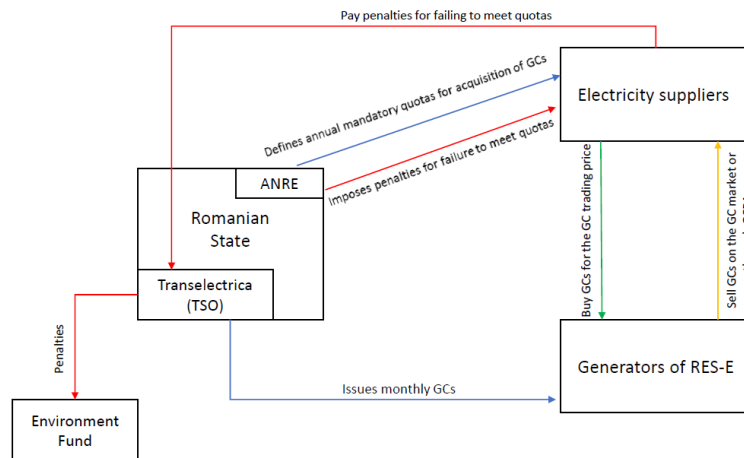 Pay penalties for failing to meet quotas
Defines annual mandatory quotas for acquisition of GCs
Electricity suppliers
Imposes penalties for failure to meet quotas
ANRE
Romanian
State
Transelectrica
(TSO)
Buy GCs for the GC trading price
Sell GCs on the GC market or
Penalties
Issues monthly GCs
Generators of RES-E
Environment
Fund